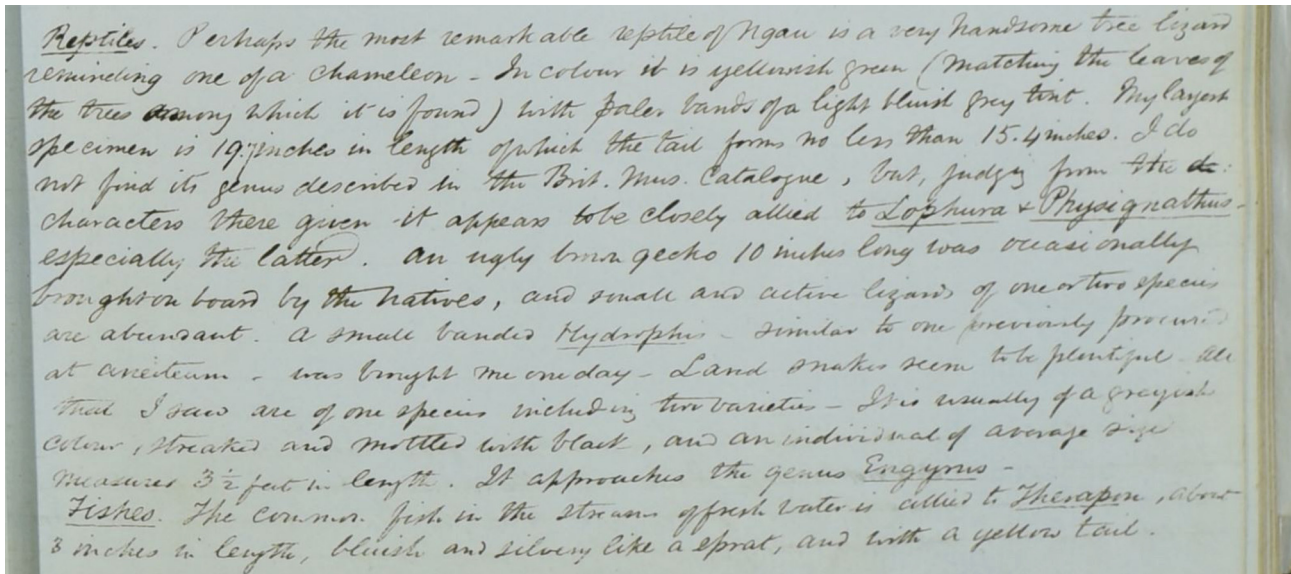 Reptiles. Perhaps the most remarkable reptile of Ngau is a very handsome tree lizard
reminding one of a chameleon - In colour it is yellowish green (matching the leaves of
the trees among which it is found) with paler bands of a light bluish grey tint. My largest
specimen is 19.7 inches in length of which the tail forms no less than 15.4 inches. I do
not find its genus described in the Brit. Mus. Catalogue, but, judging from the
characters there given it appears to be closely allied to Lophura & Physignathus -
especially the latter. An ugly brown gecko 10 inches long was occasionally
brought on board by the natives, and small and active lizards of one or two species
are abundant. A small banded Hydrophis - similar to one previously procured
at Aneiteum - was brought me one day - Land snakes seem to be plentiful - All
that I saw are of one species including two varieties - It is usually of a greyish
colour, streaked and mottled with black, and an individual of average size
measured 3½ feet in length. It approaches the genus Engyrus -
Fishes. The common fish in the streams of fresh water is allied to Therapon, about
3 inches in length, bluish and silvery like a sprat, and with a yellow tail.